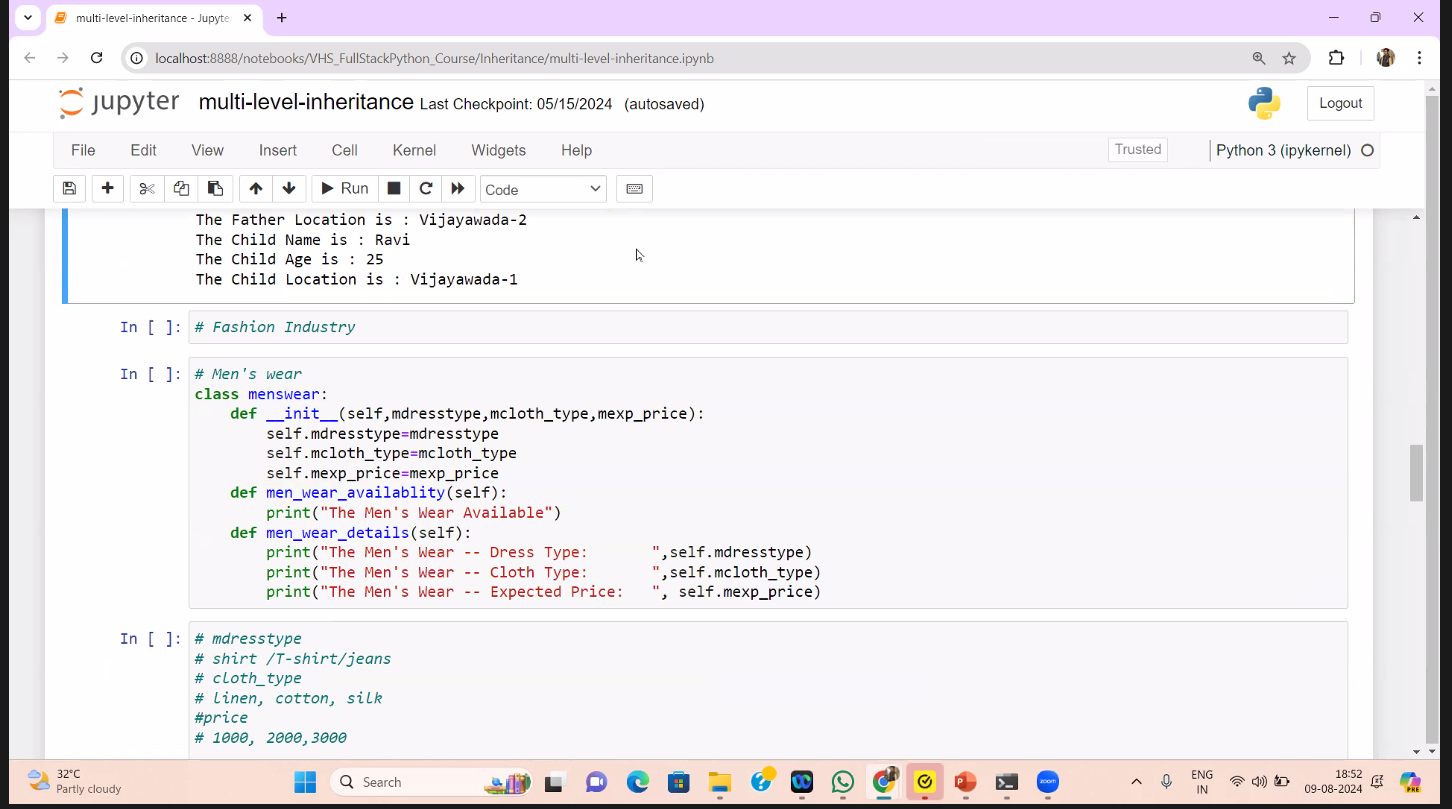 multi-level-inheritance - Jupyte
localhost:8888/notebooks/VHS_FullStackPython_Course/Inheritance/multi-level-inheritance.ipynb
jupyter multi-level-inheritance Last Checkpoint: 05/15/2024 (autosaved)
Logout
File Edit View Insert Cell Kernel Widgets Help
Trusted
Python 3 (ipykernel)
Run
Code
The Father Location is : Vijayawada-2
The Child Name is : Ravi
The Child Age is : 25
The Child Location is : Vijayawada-1
In [ ]: # Fashion Industry
In [ ]: # Men's wear
class menswear:
    def __init__(self,mdresstype,mcloth_type,mexp_price):
        self.mdresstype=mdresstype
        self.mcloth_type=mcloth_type
        self.mexp_price=mexp_price
    def men_wear_availablity(self):
        print("The Men's Wear Available")
    def men_wear_details(self):
        print("The Men's Wear -- Dress Type:       ",self.mdresstype)
        print("The Men's Wear -- Cloth Type:       ",self.mcloth_type)
        print("The Men's Wear -- Expected Price:   ", self.mexp_price)
In [ ]: # mdresstype
# shirt /T-shirt/jeans
# cloth_type
# linen, cotton, silk
#price
# 1000, 2000,3000
32°C
Partly cloudy
Search
zoom
ENG
IN
18:52
09-08-2024
PRE